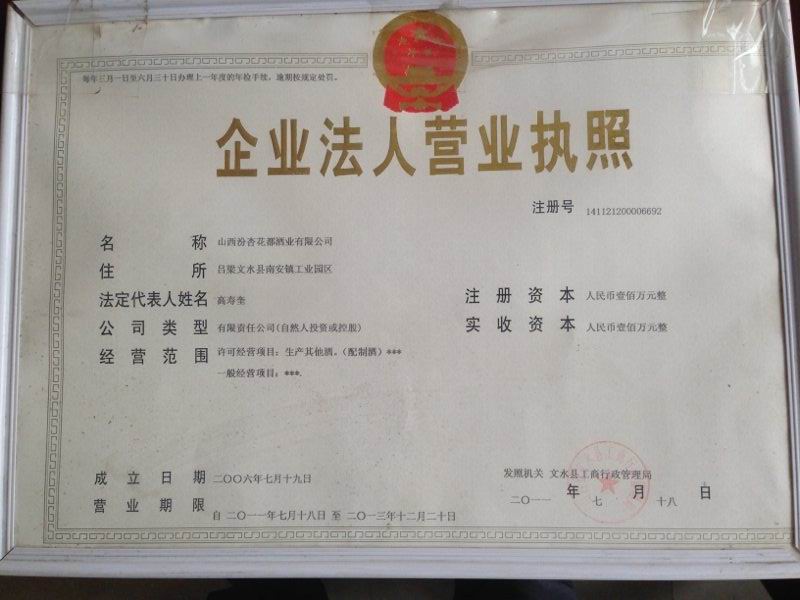 每年三月一日至六月三十日办理上一年度的年检手续，逾期按规定处罚。
企业法人营业执照
注册号 141121200006692
名称 山西汾杏花都酒业有限公司
住所 吕梁文水县南安镇工业园区
法定代表人姓名 高寿奎
注册资本 人民币壹佰万元整
公司类型 有限责任公司(自然人投资或控股)
实收资本 人民币壹佰万元整
经营范围 许可经营项目：生产其他酒。（配制酒）***
一般经营项目：***.
成立日期 二〇〇六年七月十九日
发照机关 文水县工商行政管理局
二〇一一 年 七 月 十八 日
营业期限 自 二〇一一年七月十八日 至 二〇一三年十二月二十日